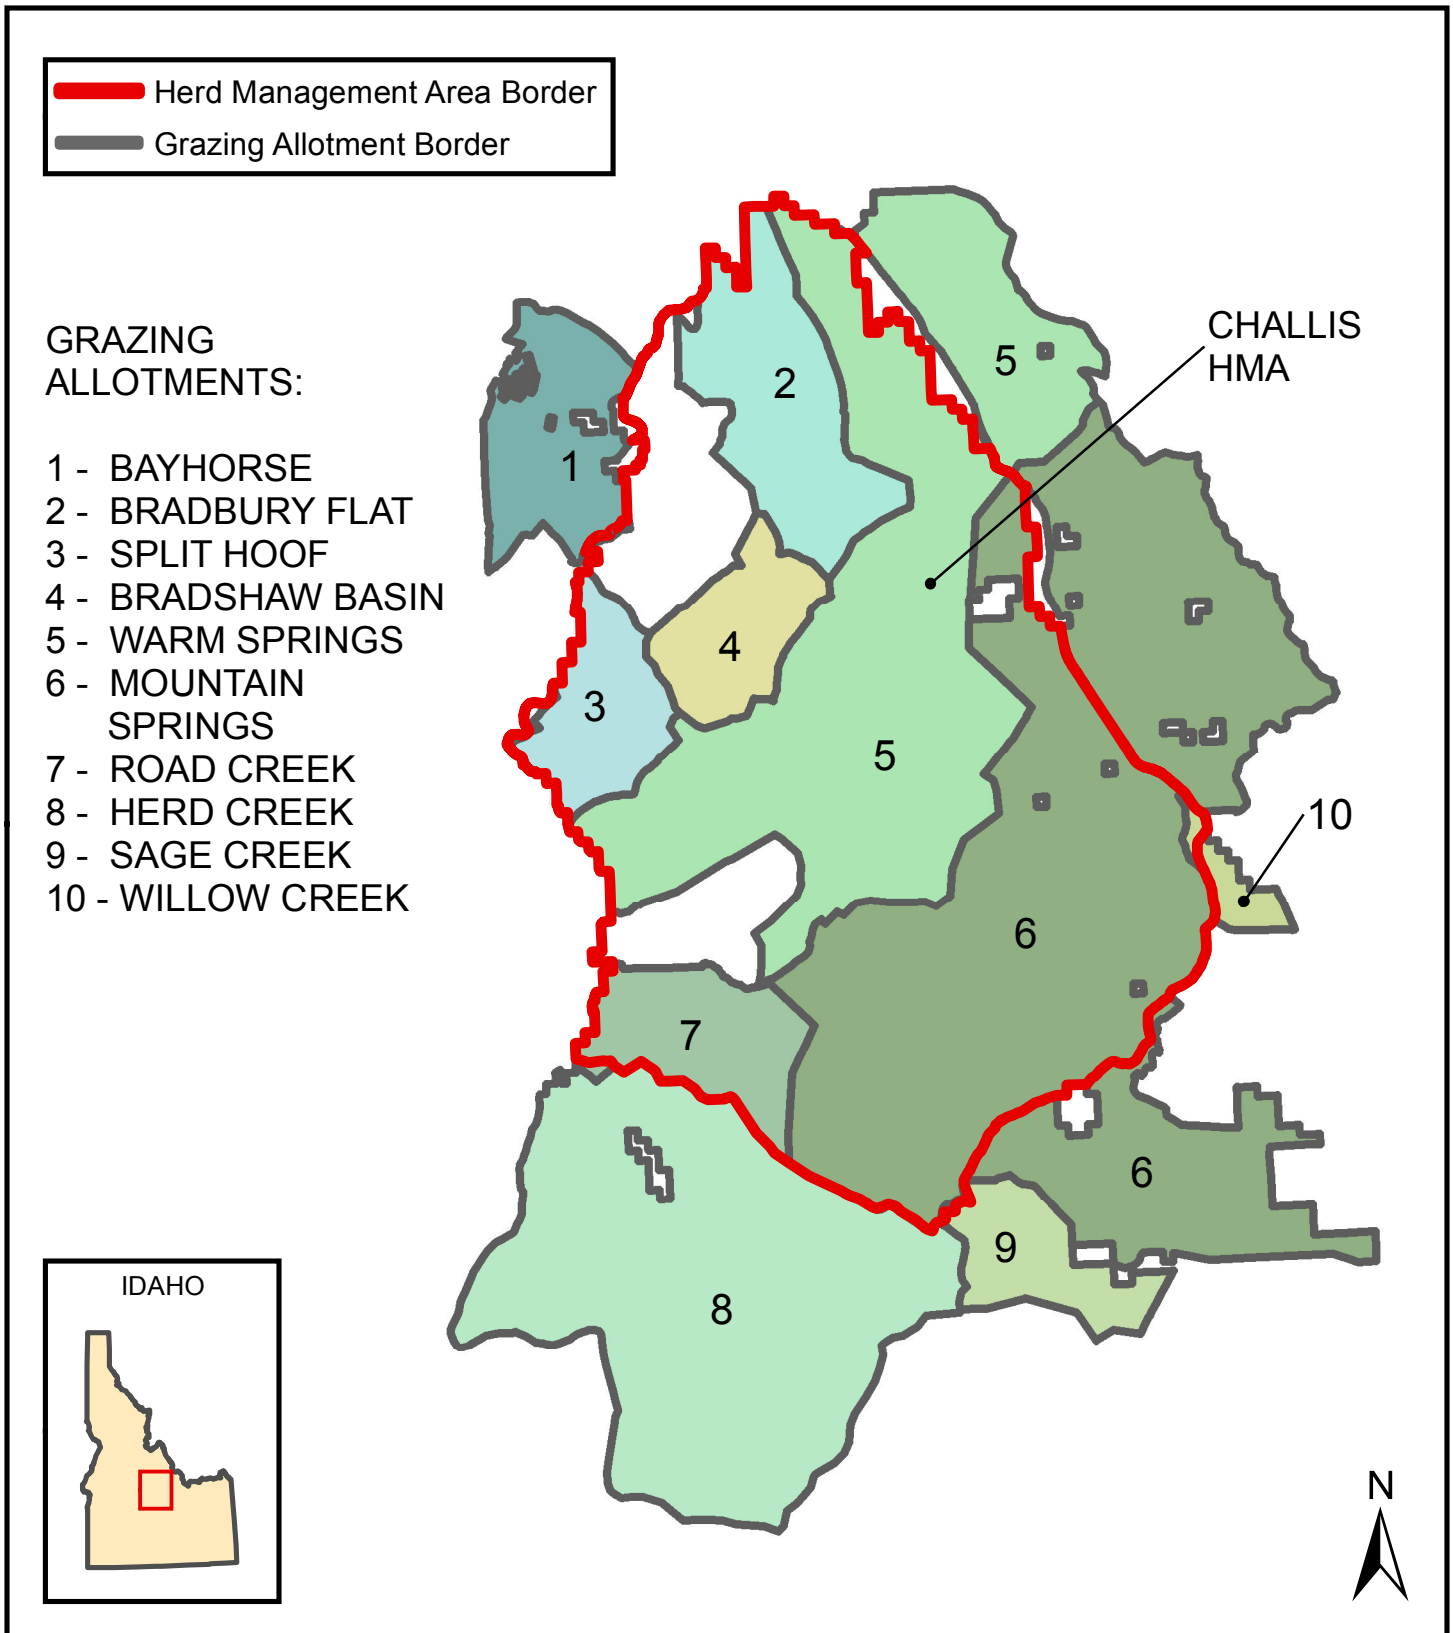 Herd Management Area Border
Grazing Allotment Border
GRAZING
ALLOTMENTS:
1 - BAYHORSE
2 - BRADBURY FLAT
3 - SPLIT HOOF
4 - BRADSHAW BASIN
5 - WARM SPRINGS
6 - MOUNTAIN
SPRINGS
7 - ROAD CREEK
8 - HERD CREEK
9 - SAGE CREEK
10 - WILLOW CREEK
CHALLIS
HMA
5
2
1
4
3
5
10
6
7
6
9
8
IDAHO
N